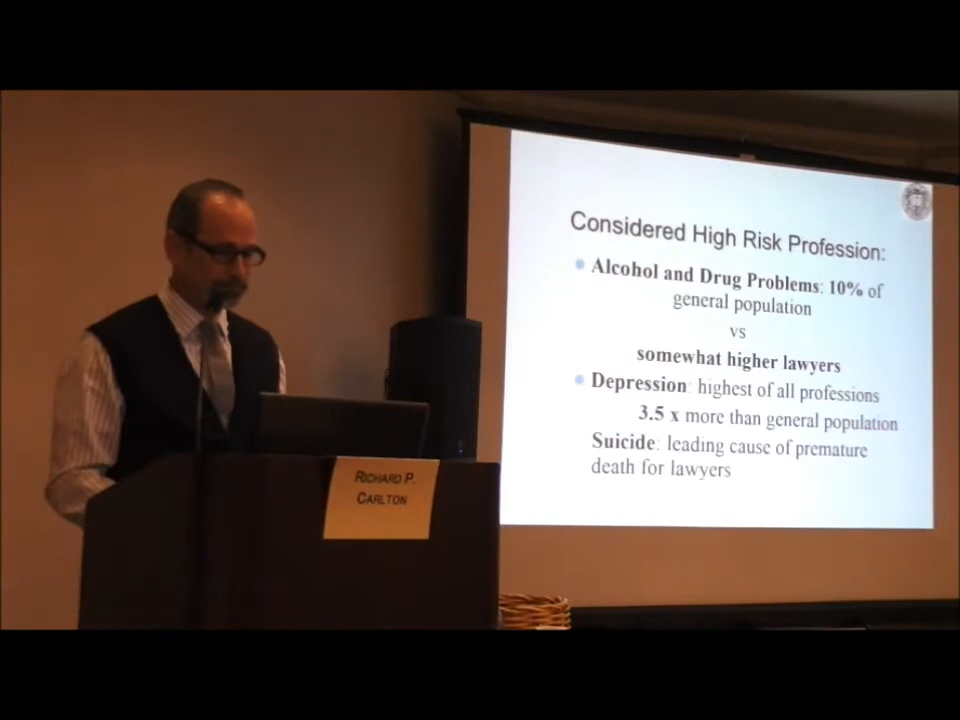 Considered High Risk Profession:
Alcohol and Drug Problems: 10% of
general population
vs
somewhat higher lawyers
Depression: highest of all professions
3.5 x more than general population
Suicide: leading cause of premature
death for lawyers
RICHARD P.
CARLTON